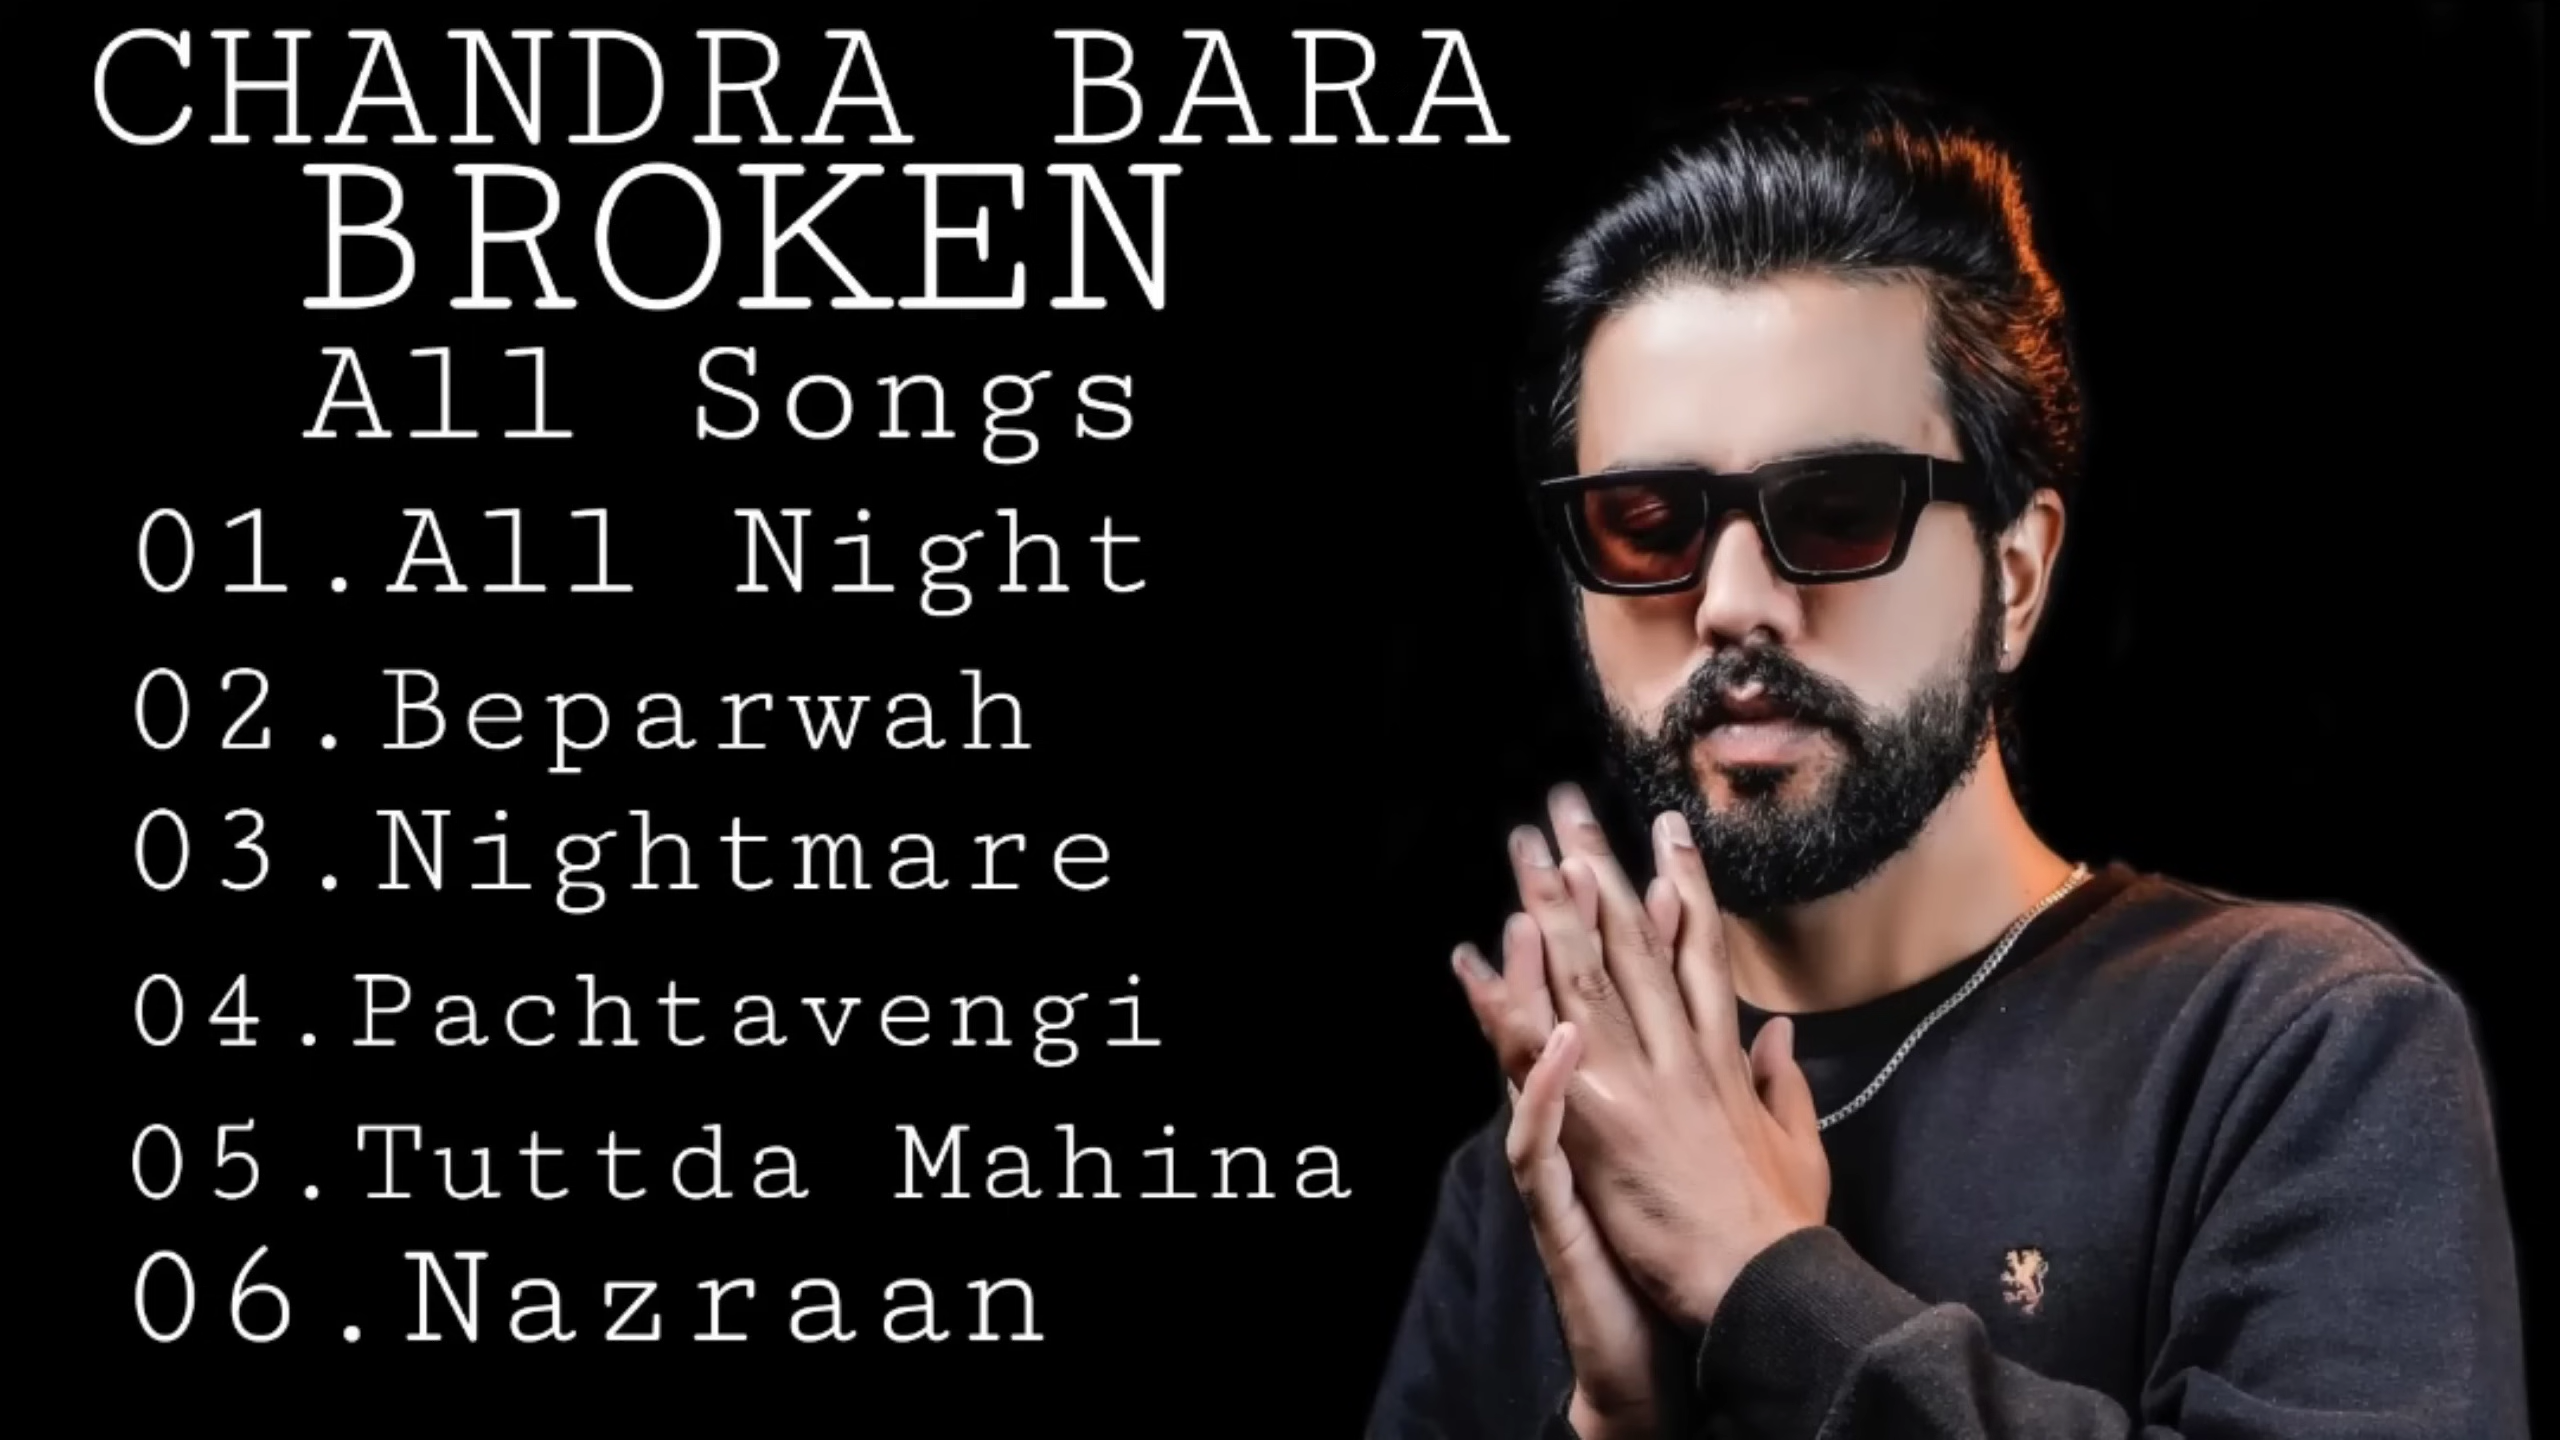 CHANDRA BARA
BROKEN
All Songs
01.All Night
02.Beparwah
03.Nightmare
04.Pachtavengi
05.Tuttda Mahina
06.Nazraan